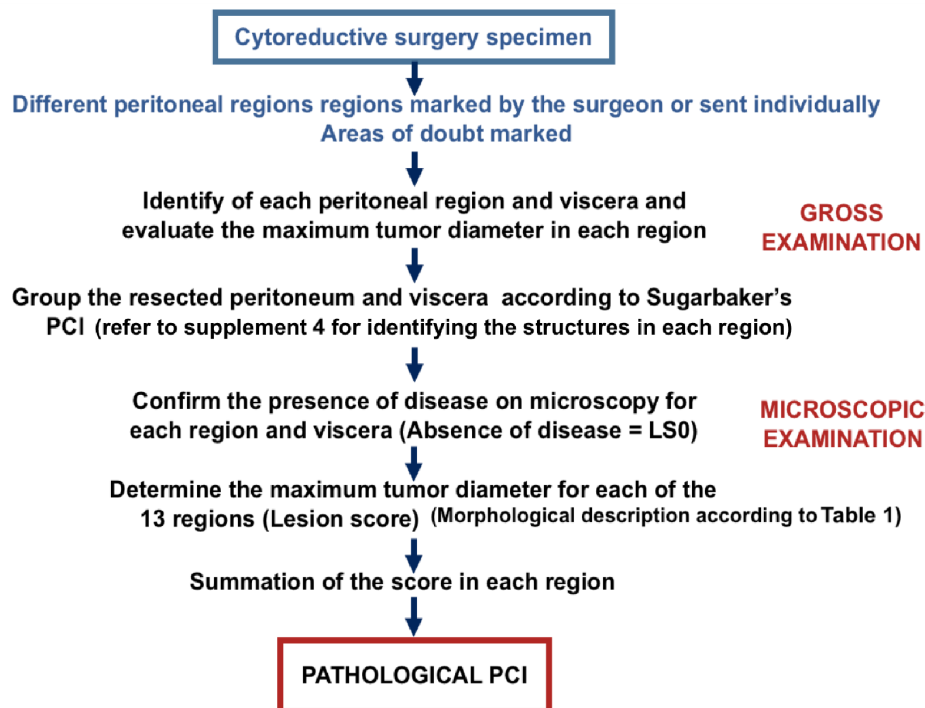 Cytoreductive surgery specimen
Different peritoneal regions regions marked by the surgeon or sent individually
Areas of doubt marked
Identify of each peritoneal region and viscera and
evaluate the maximum tumor diameter in each region
GROSS
EXAMINATION
Group the resected peritoneum and viscera according to Sugarbaker's
PCI (refer to supplement 4 for identifying the structures in each region)
Confirm the presence of disease on microscopy for
each region and viscera (Absence of disease = LS0)
MICROSCOPIC
EXAMINATION
Determine the maximum tumor diameter for each of the
13 regions (Lesion score) (Morphological description according to Table 1)
Summation of the score in each region
PATHOLOGICAL PCI